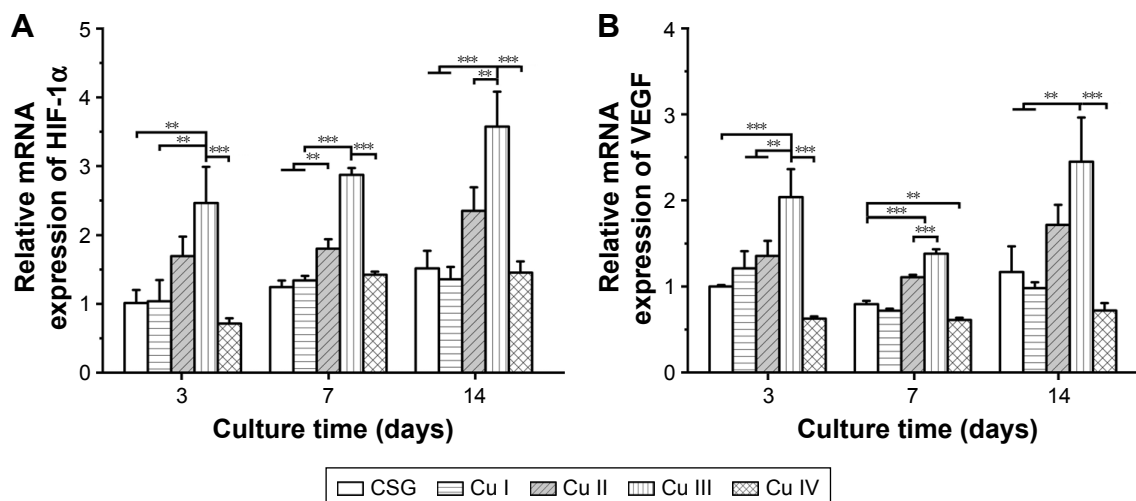 A
Relative mRNA
expression of HIF-1α
5
4
3
2
1
0
**
**
***
**
***
***
***
**
***
3
7
14
Culture time (days)
B
Relative mRNA
expression of VEGF
4
3
2
1
0
***
**
***
**
***
***
**
***
3
7
14
Culture time (days)
CSG
Cu I
Cu II
Cu III
Cu IV